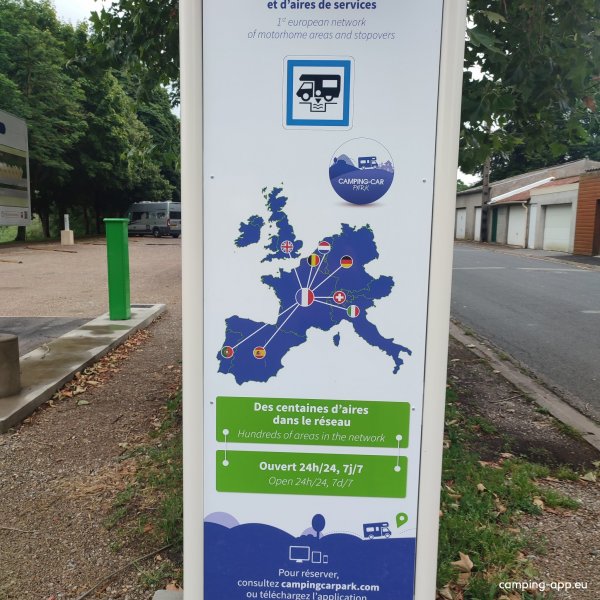 et d'aires de services
1st european network
of motorhome areas and stopovers
CAMPING-CAR
PARK
Des centaines d'aires
dans le réseau
Hundreds of areas in the network
Ouvert 24h/24, 7j/7
Open 24h/24, 7d/7
Pour réserver,
consultez campingcarpark.com
ou téléchargez l'application
camping-app.eu